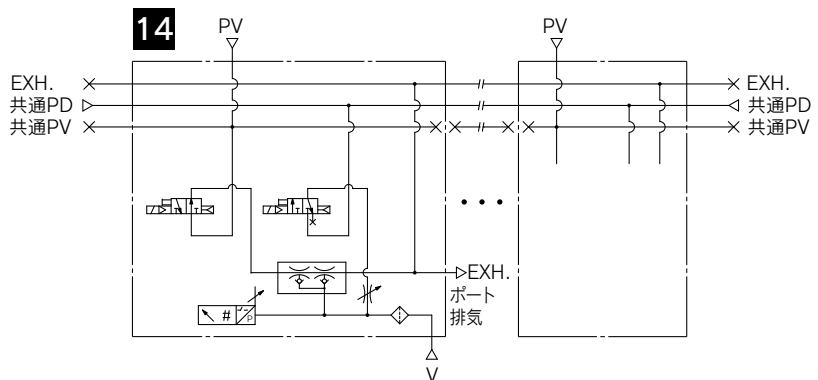 14
PV PV
EXH. EXH.
共通PD 共通PD
共通PV 共通PV
EXH.
ポート
排気
# P
V